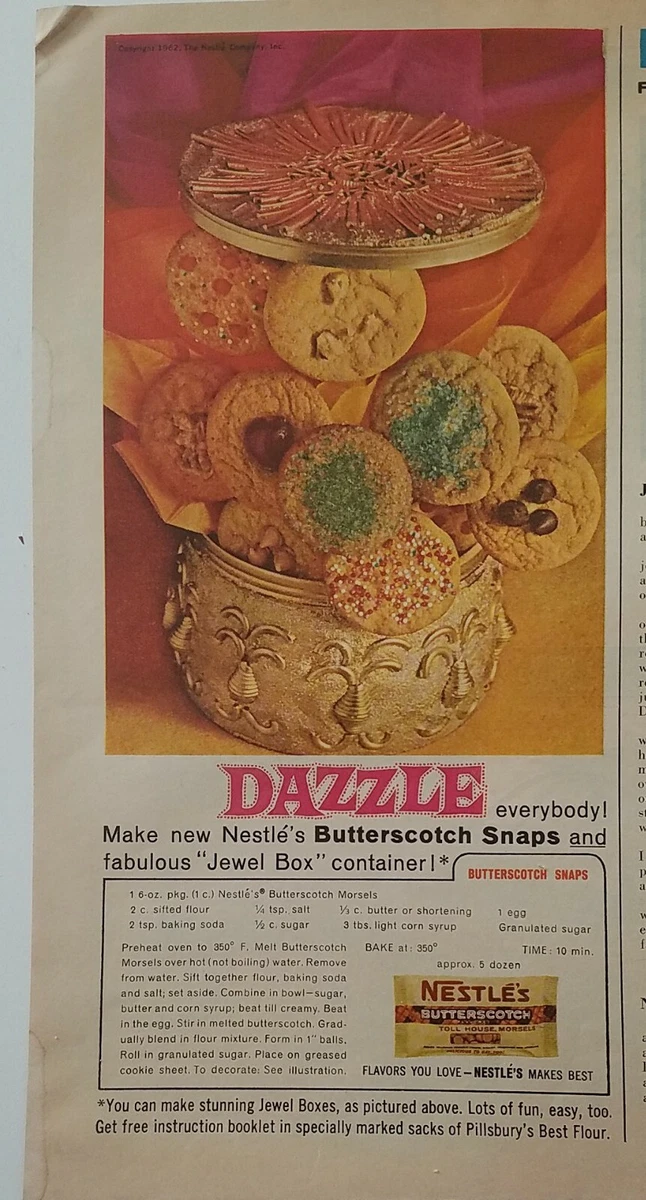 Copyright 1962, The Nestlé Company, Inc.
DAZZLE everybody!
Make new Nestlé's Butterscotch Snaps and
fabulous "Jewel Box" container!*
BUTTERSCOTCH SNAPS
1 6-oz. pkg. (1 c.) Nestlé's® Butterscotch Morsels
2 c. sifted flour ¼ tsp. salt ⅓ c. butter or shortening 1 egg
2 tsp. baking soda ½ c. sugar 3 tbs. light corn syrup Granulated sugar
Preheat oven to 350° F. Melt Butterscotch
Morsels over hot (not boiling) water. Remove
from water. Sift together flour, baking soda
and salt; set aside. Combine in bowl—sugar,
butter and corn syrup; beat till creamy. Beat
in the egg. Stir in melted butterscotch. Grad-
ually blend in flour mixture. Form in 1" balls.
Roll in granulated sugar. Place on greased
cookie sheet. To decorate: See illustration.
BAKE at: 350° TIME: 10 min.
approx. 5 dozen
NESTLÉ'S
BUTTERSCOTCH
TOLL HOUSE MORSELS
FLAVORS YOU LOVE—NESTLÉ'S MAKES BEST
*You can make stunning Jewel Boxes, as pictured above. Lots of fun, easy, too.
Get free instruction booklet in specially marked sacks of Pillsbury's Best Flour.